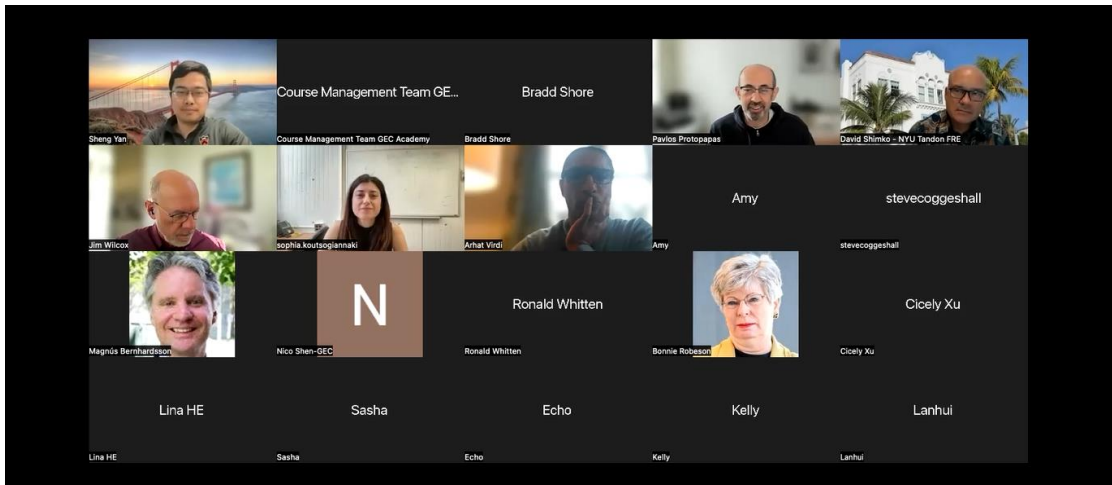 Course Management Team GE...
Bradd Shore
Sheng Yan
Course Management Team GEC Academy
Bradd Shore
Pavlos Protopapas
David Shimko - NYU Tandon FRE
Amy
stevecoggeshall
Jim Wilcox
sophia.koutsogiannaki
Arhat Virdi
Amy
stevecoggeshall
N
Ronald Whitten
Cicely Xu
Magnús Bernhardsson
Nico Shen-GEC
Ronald Whitten
Bonnie Robeson
Cicely Xu
Lina HE
Sasha
Echo
Kelly
Lanhui
Lina HE
Sasha
Echo
Kelly
Lanhui